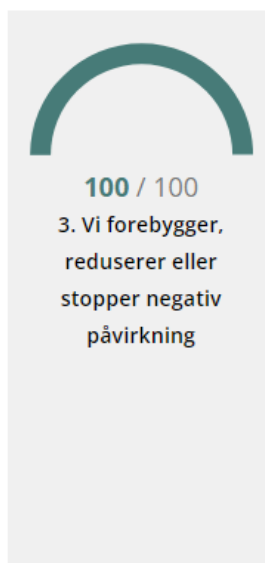 100 / 100
3. Vi forebygger,
reduserer eller
stopper negativ
påvirkning